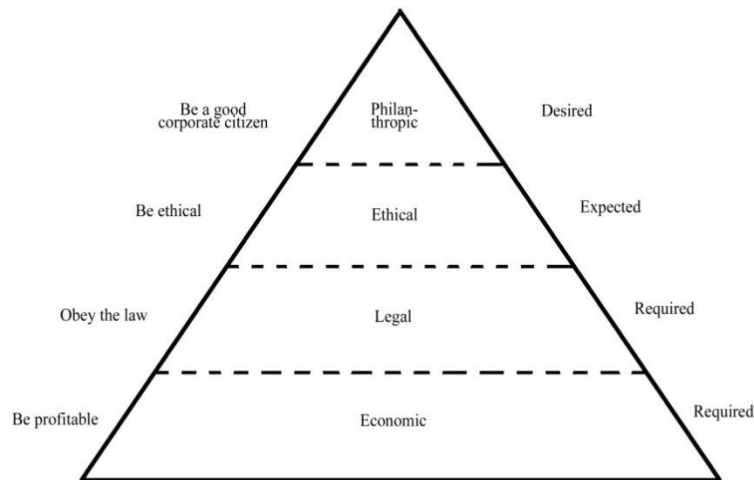 Be a good
corporate citizen
Philan-
thropic
Desired
Be ethical
Ethical
Expected
Obey the law
Legal
Required
Be profitable
Economic
Required